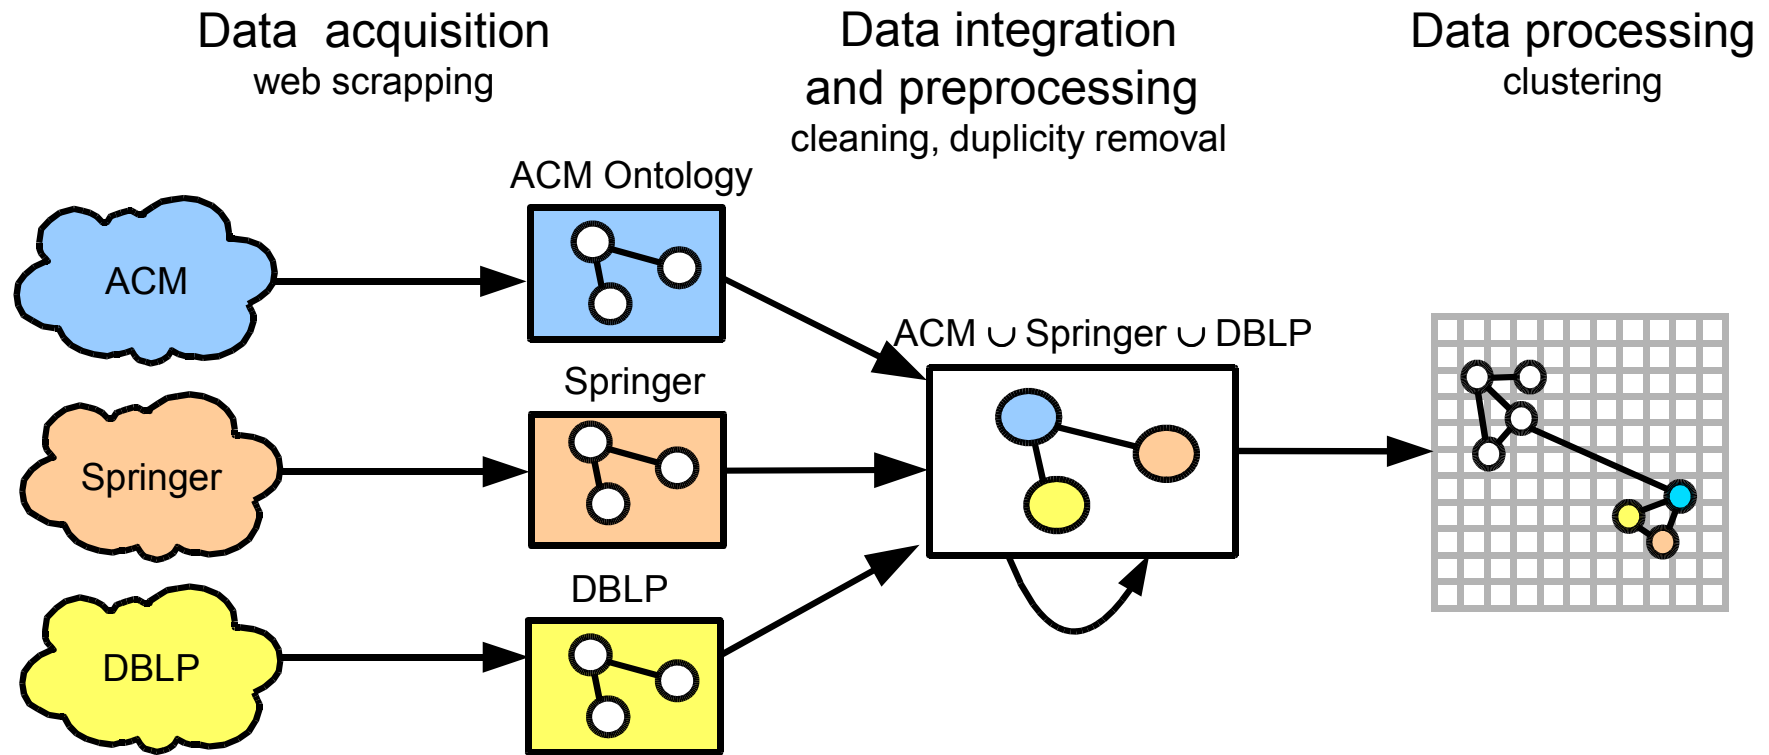 Data acquisition
web scrapping
Data integration
and preprocessing
cleaning, duplicity removal
Data processing
clustering
ACM Ontology
ACM
ACM ∪ Springer ∪ DBLP
Springer
Springer
DBLP
DBLP